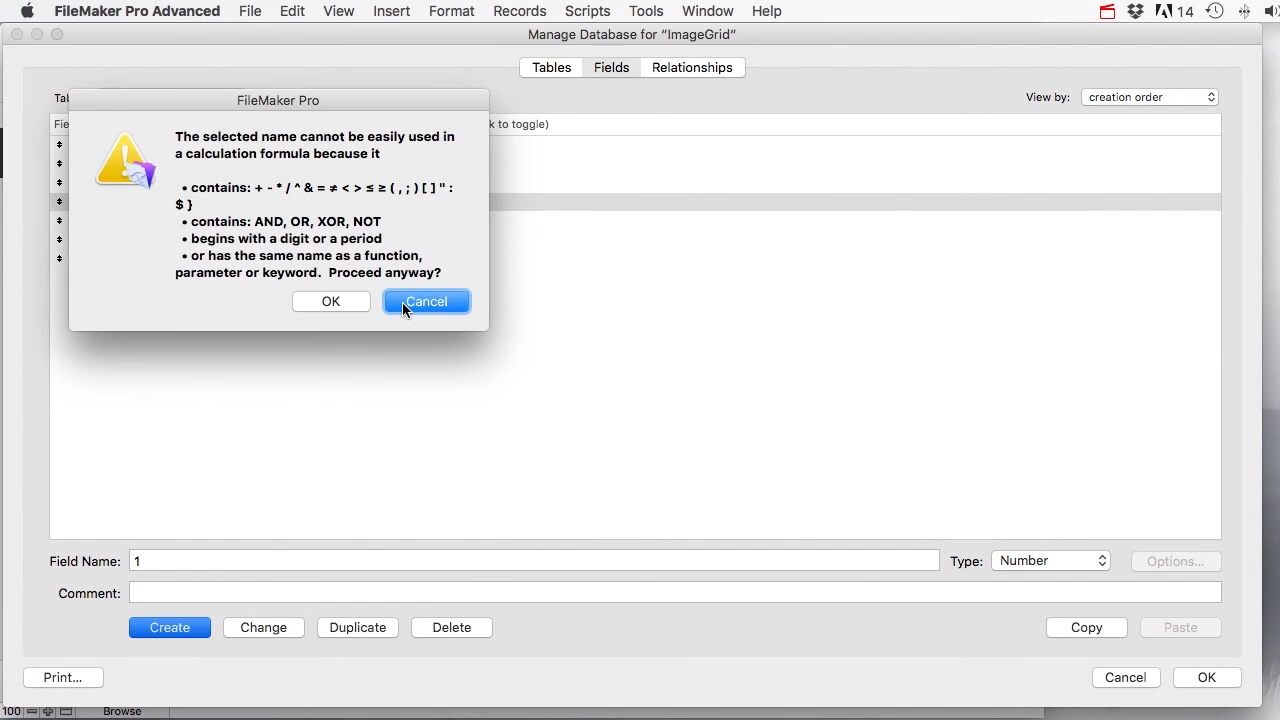 FileMaker Pro Advanced File Edit View Insert Format Records Scripts Tools Window Help 14
Manage Database for "ImageGrid"
Tables Fields Relationships
View by: creation order
FileMaker Pro
k to toggle)
The selected name cannot be easily used in
a calculation formula because it
• contains: + - * / ^ & = ≠ < > ≤ ≥ ( , ; ) [ ] " :
$ }
• contains: AND, OR, XOR, NOT
• begins with a digit or a period
• or has the same name as a function,
parameter or keyword. Proceed anyway?
OK Cancel
Field Name: 1 Type: Number Options...
Comment:
Create Change Duplicate Delete Copy Paste
Print... Cancel OK
100 Browse